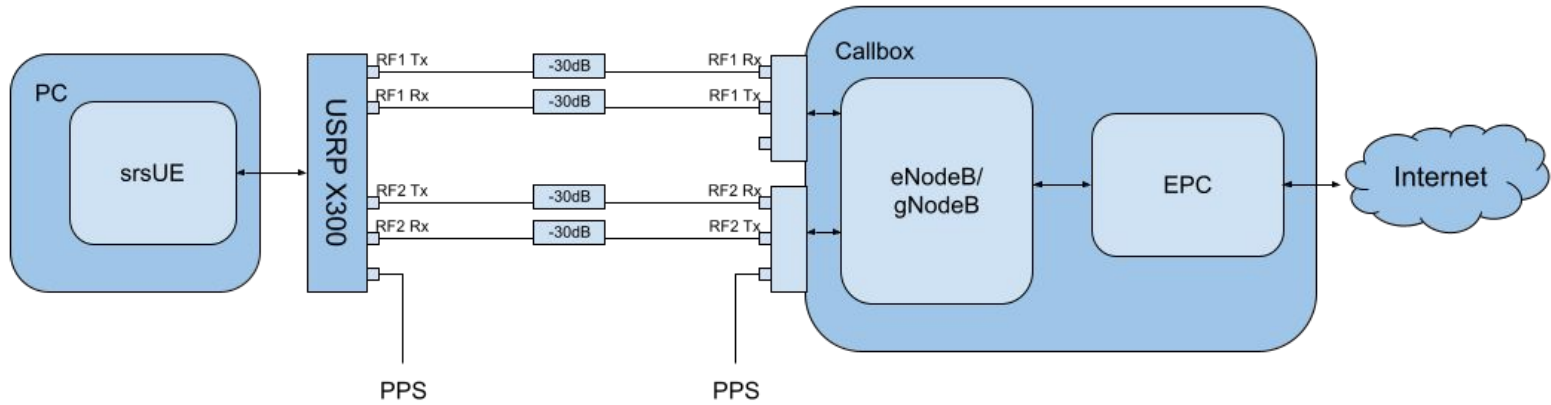 PC
srsUE
USRP X300
RF1 Tx
-30dB
RF1 Rx
RF1 Rx
-30dB
RF1 Tx
RF2 Tx
-30dB
RF2 Rx
RF2 Rx
-30dB
RF2 Tx
PPS
PPS
Callbox
eNodeB/
gNodeB
EPC
Internet